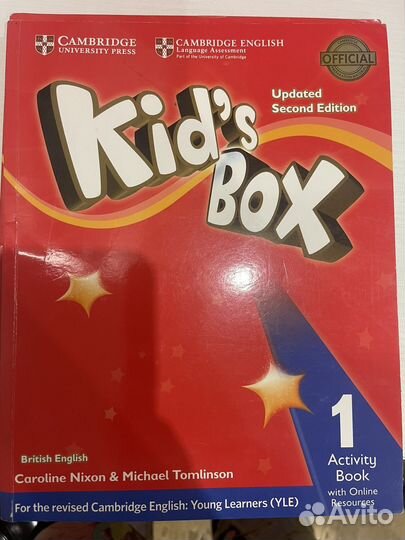 CAMBRIDGE
UNIVERSITY PRESS
CAMBRIDGE ENGLISH
Language Assessment
Part of the University of Cambridge
OFFICIAL
Updated
Second Edition
Kid's
Box
1
Activity
Book
with Online
Resources
British English
Caroline Nixon & Michael Tomlinson
For the revised Cambridge English: Young Learners (YLE)
Avito